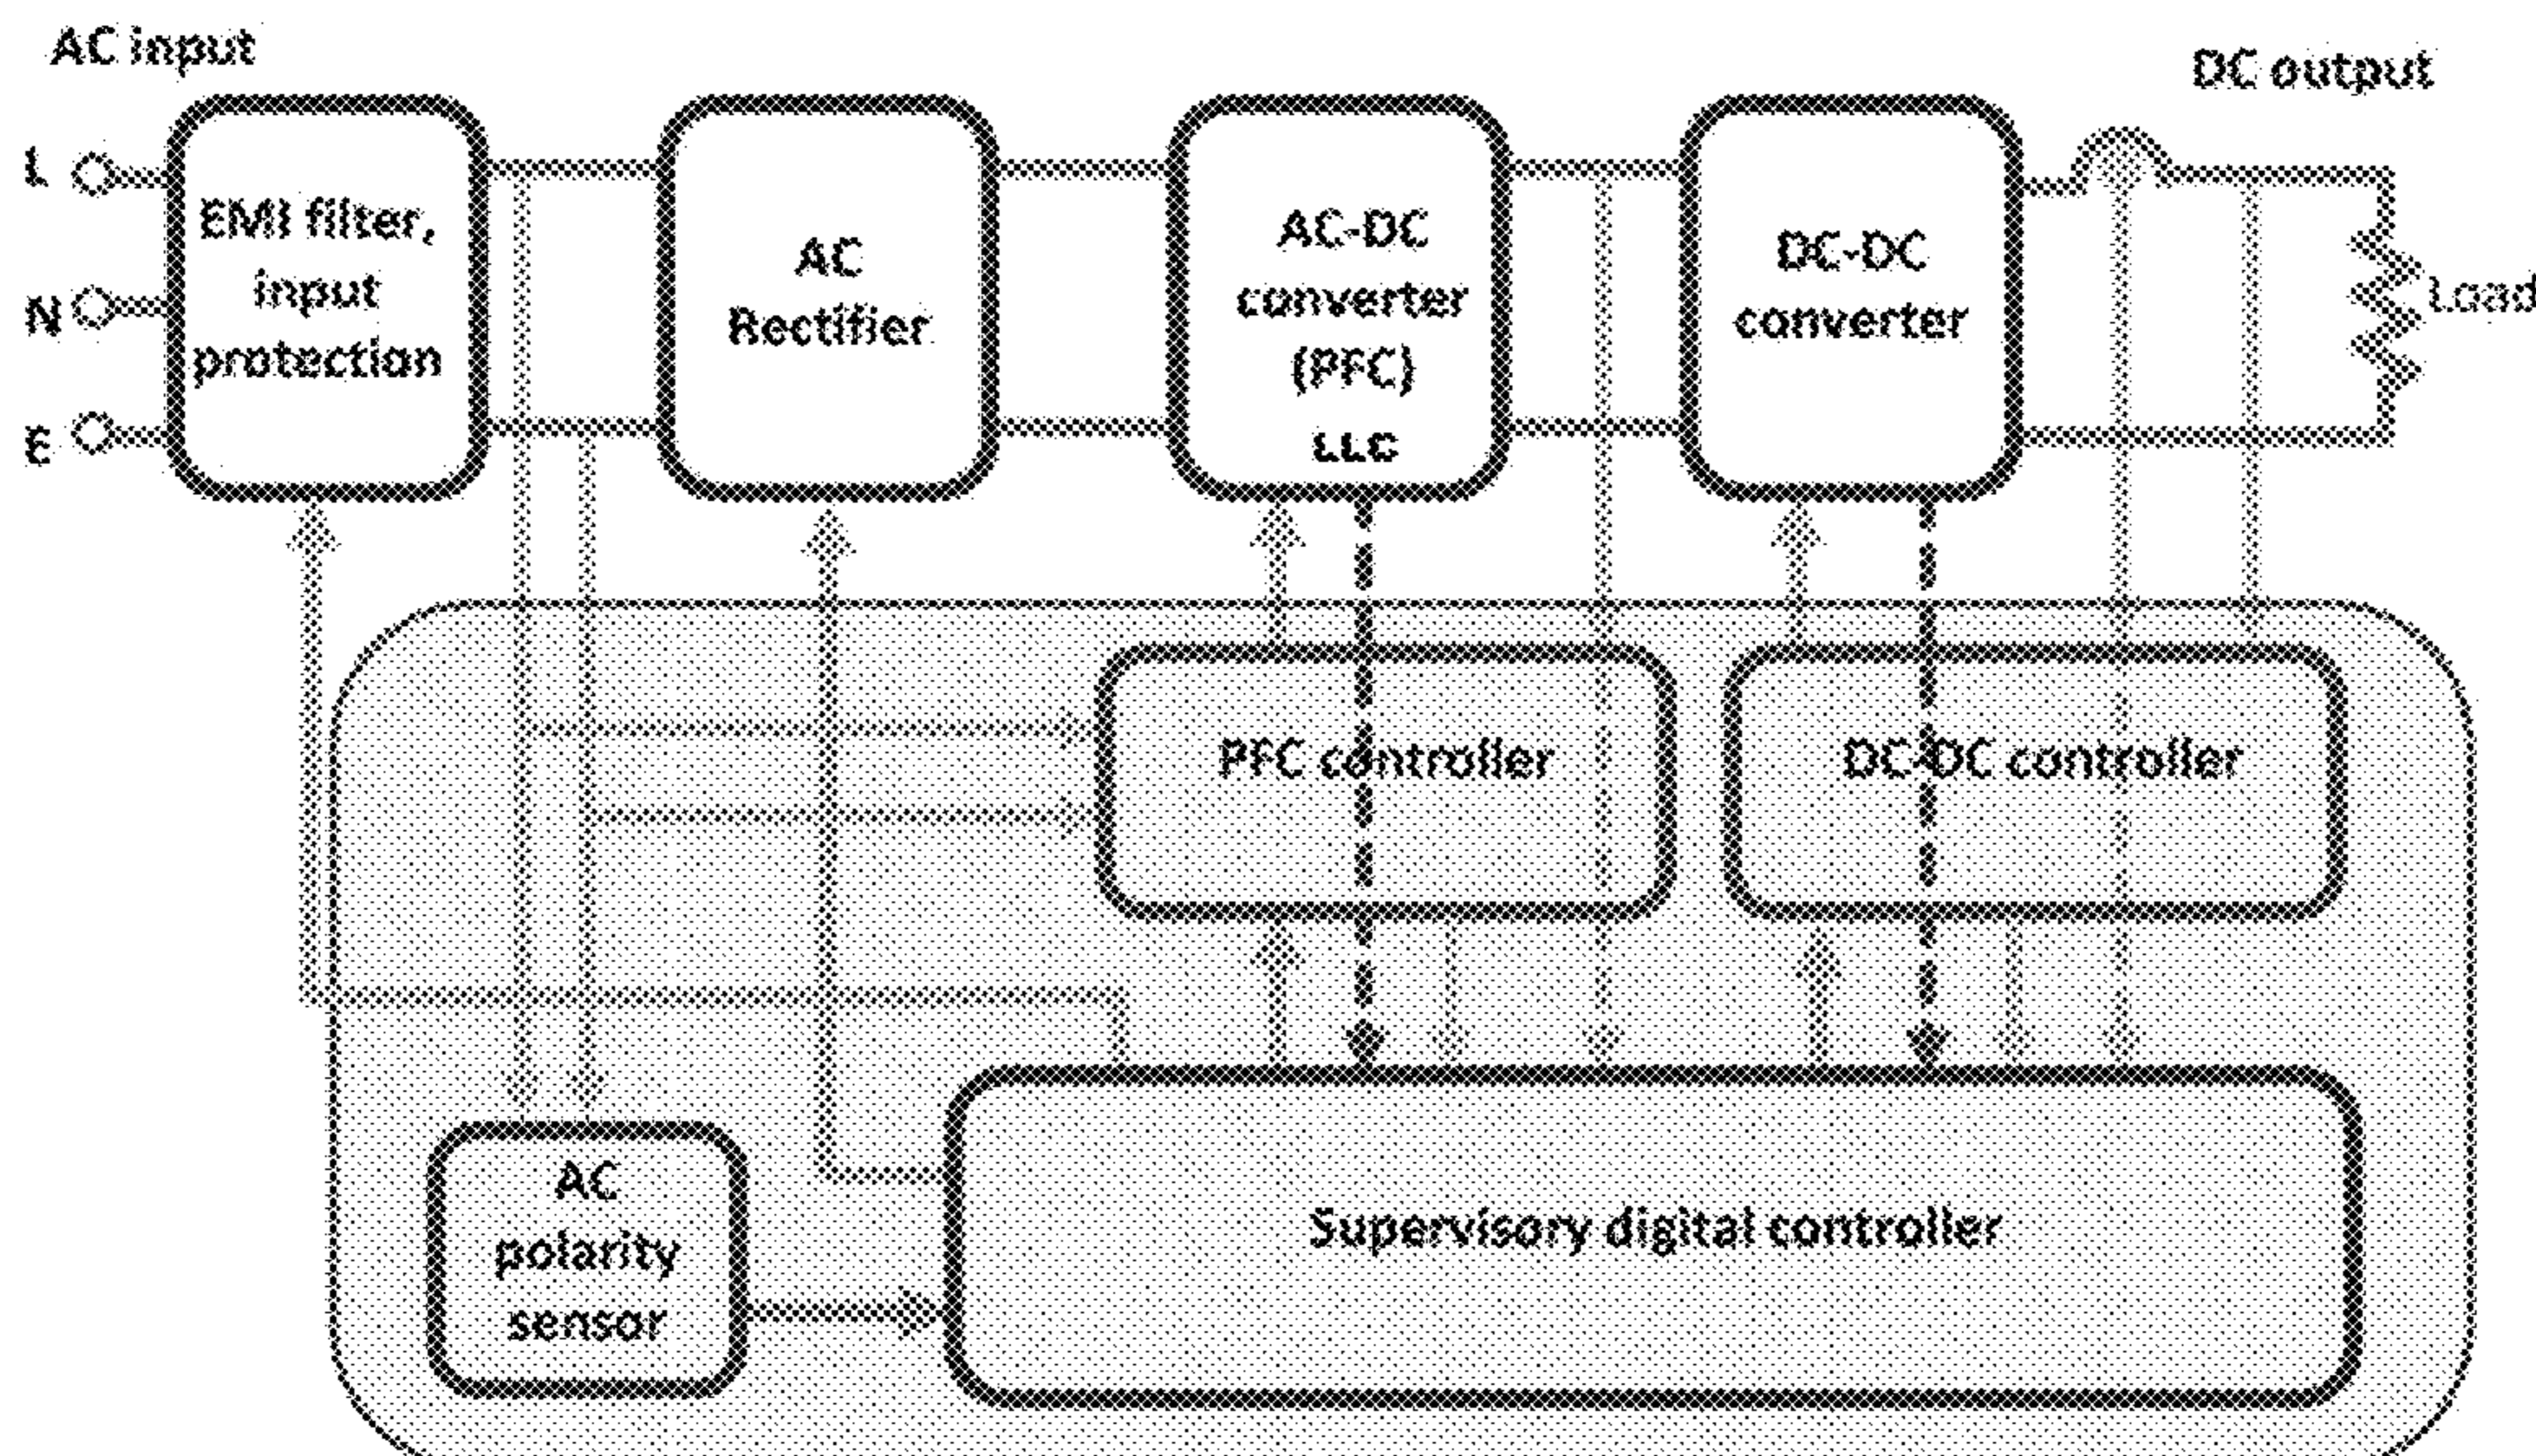 AC input
DC output
L
N
E
EMI filter,
input
protection
AC
Rectifier
AC-DC
converter
(PFC)
LLC
DC-DC
converter
Load
PFC controller
DC-DC controller
AC
polarity
sensor
Supervisory digital controller